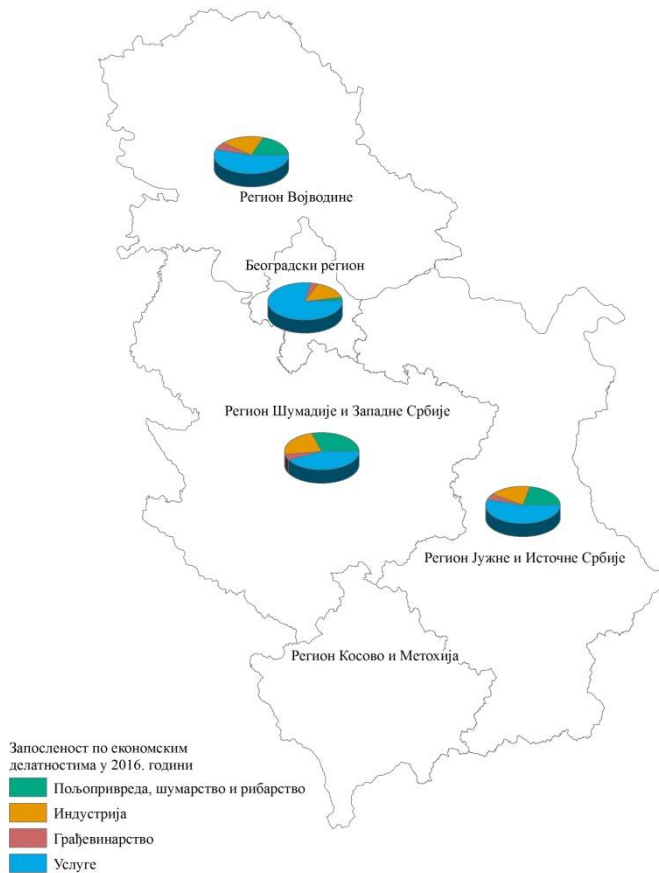 Регион Војводине
Београдски регион
Регион Шумадије и Западне Србије
Регион Јужне и Источне Србије
Регион Косово и Метохија
Запосленост по економским
делатностима у 2016. години
Пољопривреда, шумарство и рибарство
Индустрија
Грађевинарство
Услуге